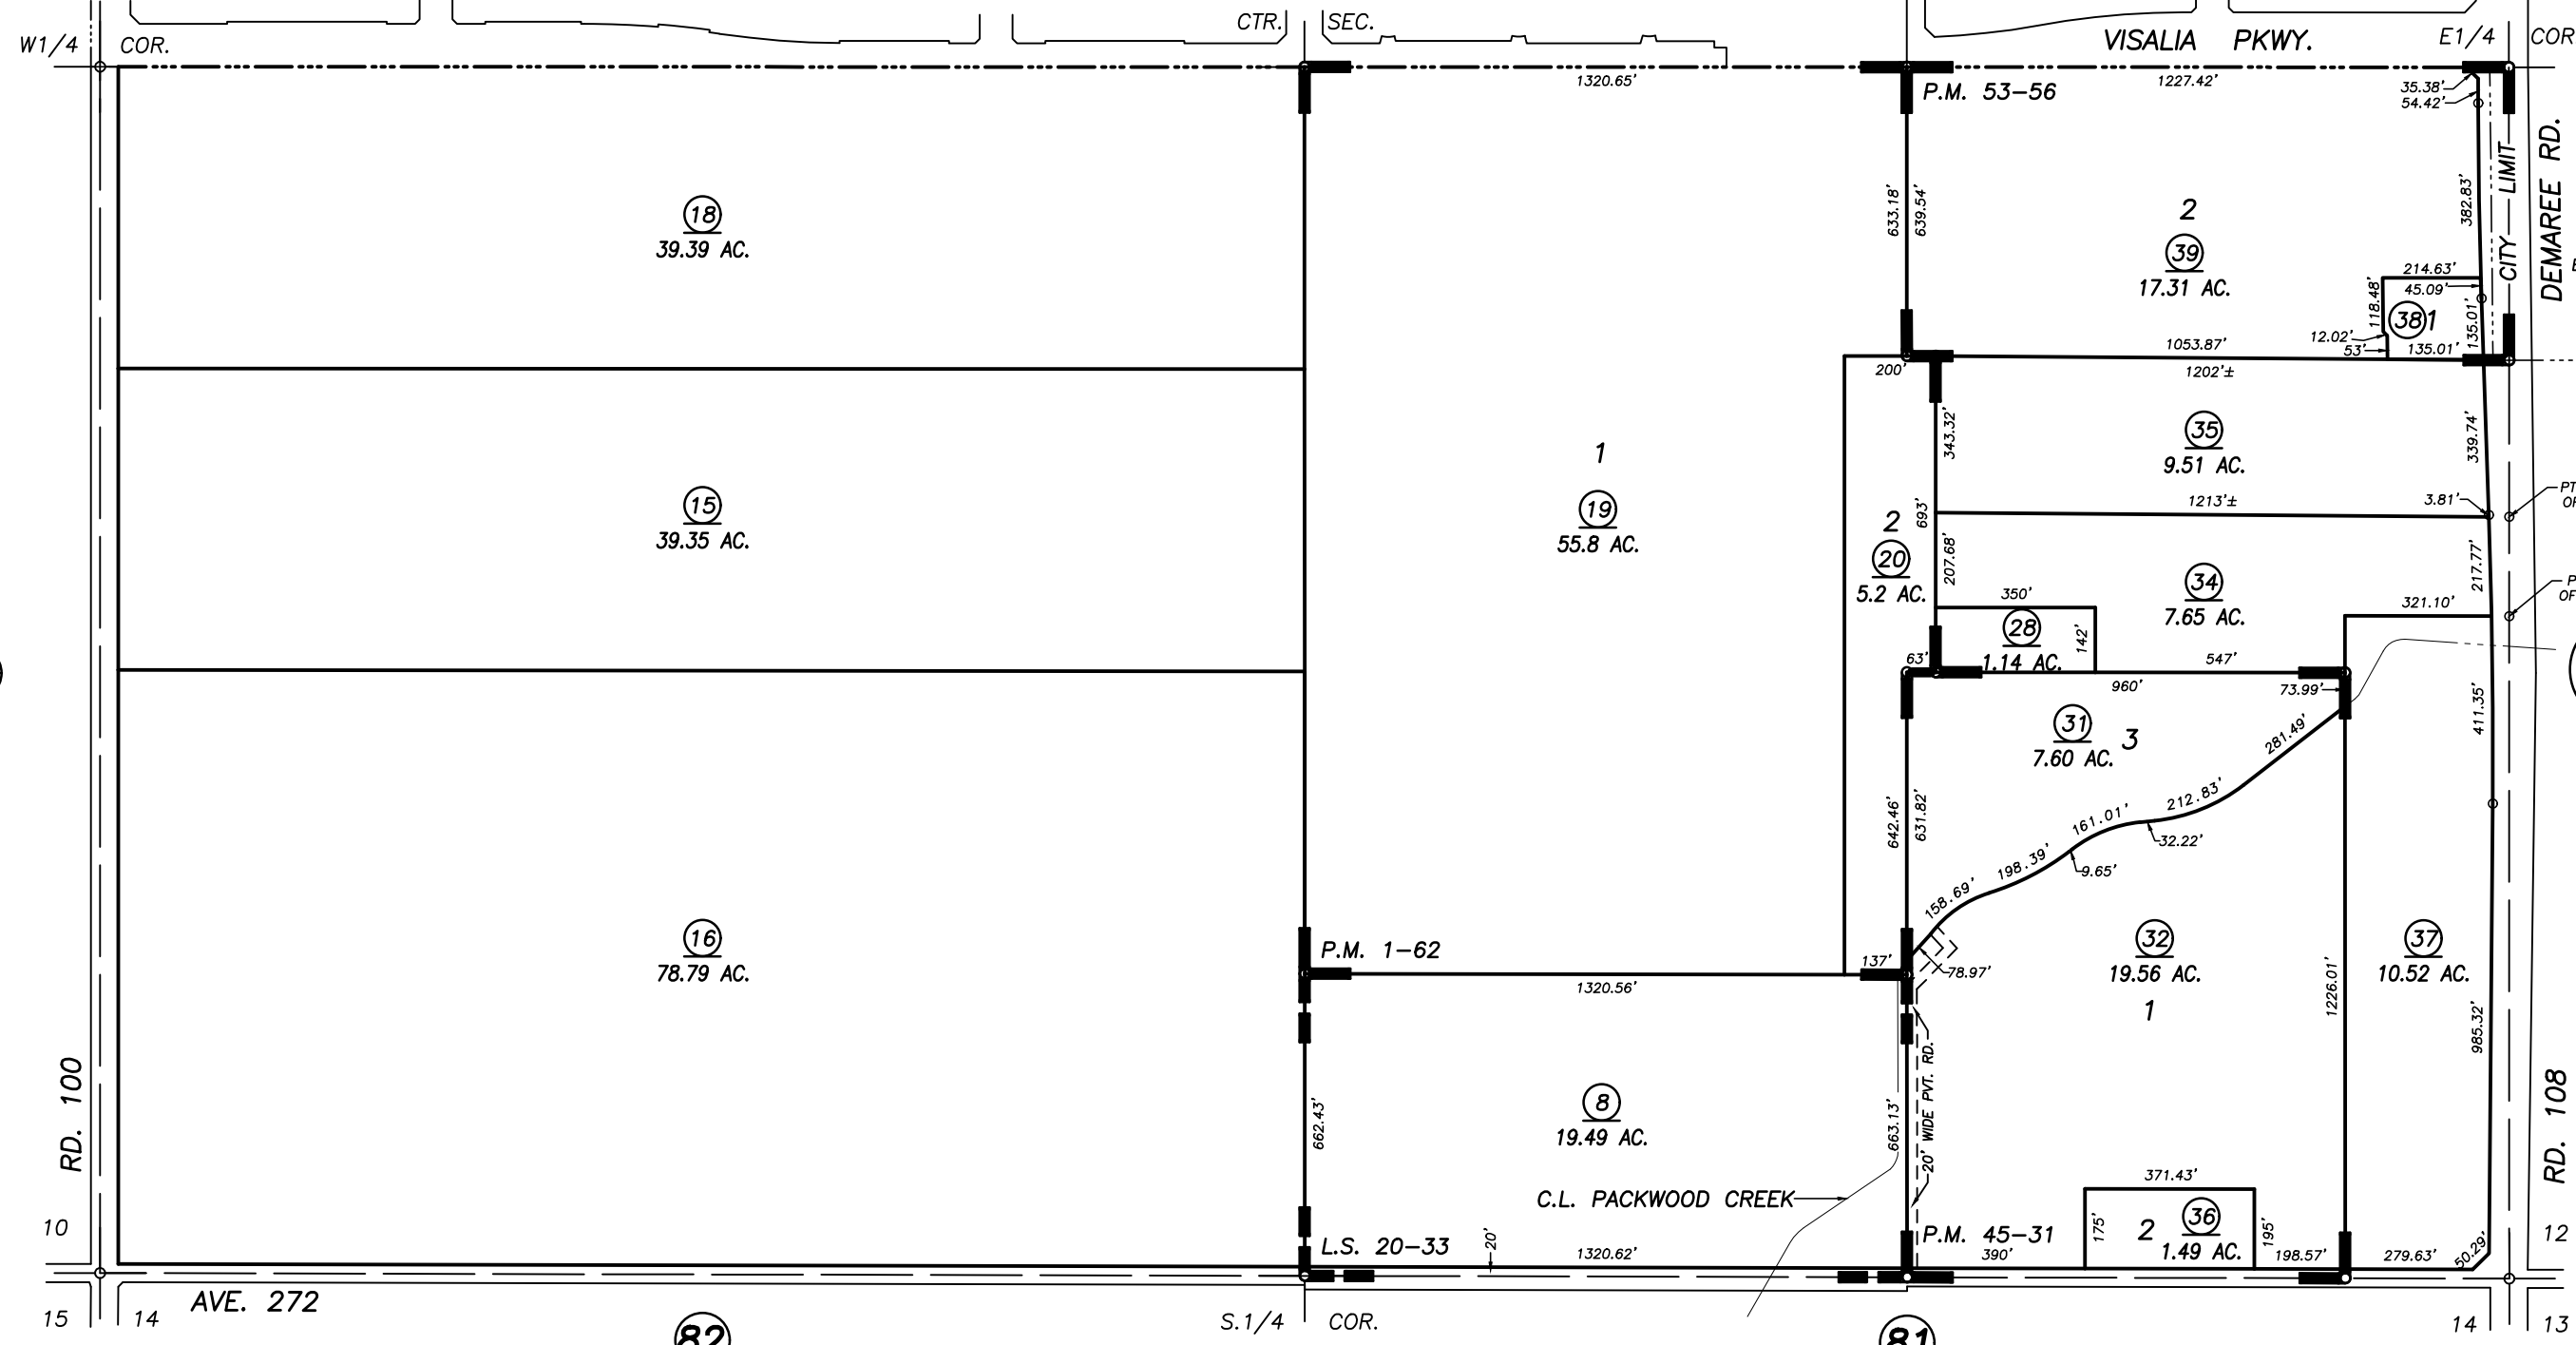 W1/4 COR.
CTR. SEC.
VISALIA PKWY.
E1/4 COR
1320.65'
P.M. 53-56
1227.42'
35.38'
54.42'
382.83'
CITY LIMIT
DEMAREE RD.
18
39.39 AC.
633.18'
639.54'
2
39
17.31 AC.
214.63'
45.09'
118.48'
38 1
135.01'
12.02'
53'
135.01'
1053.87'
200'
1202'±
343.32'
35
9.51 AC.
339.74'
1
19
55.8 AC.
15
39.35 AC.
1213'±
3.81'
PT
OF
693'
2
20
5.2 AC.
207.68'
34
7.65 AC.
217.77'
P
OF
350'
28
1.14 AC.
142'
321.10'
63'
547'
960'
73.99'
411.35'
31
3
7.60 AC.
281.49'
642.46'
631.82'
212.83'
161.01'
32.22'
198.39'
9.65'
158.69'
16
78.79 AC.
P.M. 1-62
137'
78.97'
32
19.56 AC.
1
1226.01'
37
10.52 AC.
985.32'
1320.56'
20' WIDE PVT. RD.
RD. 100
RD. 108
662.43'
8
19.49 AC.
663.13'
C.L. PACKWOOD CREEK
371.43'
175'
2
36
1.49 AC.
195'
10
12
L.S. 20-33
20'
1320.62'
P.M. 45-31
390'
198.57'
279.63'
50.29'
AVE. 272
15 14
82
S.1/4 COR.
81
14 13